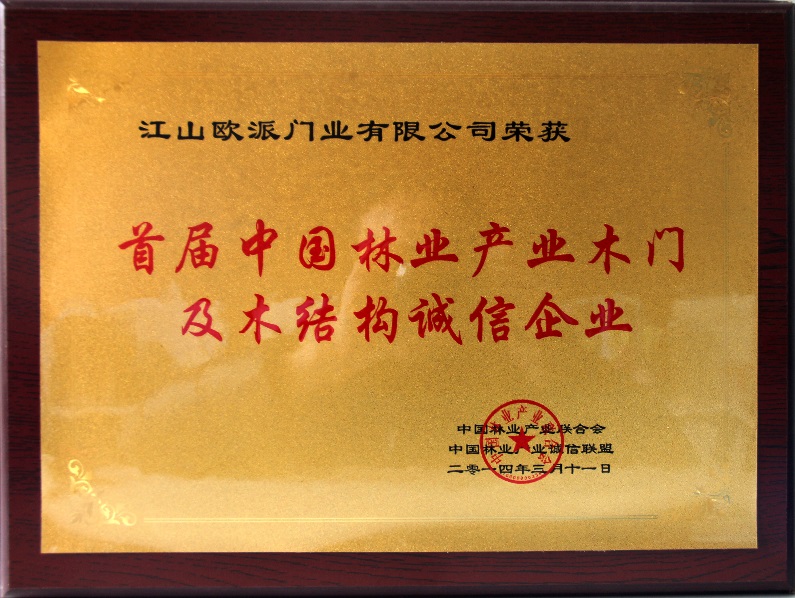 江山欧派门业有限公司荣获
首届中国林业产业木门
及木结构诚信企业
中国林业产业联合会
中国林业产业诚信联盟
二零一四年三月十一日